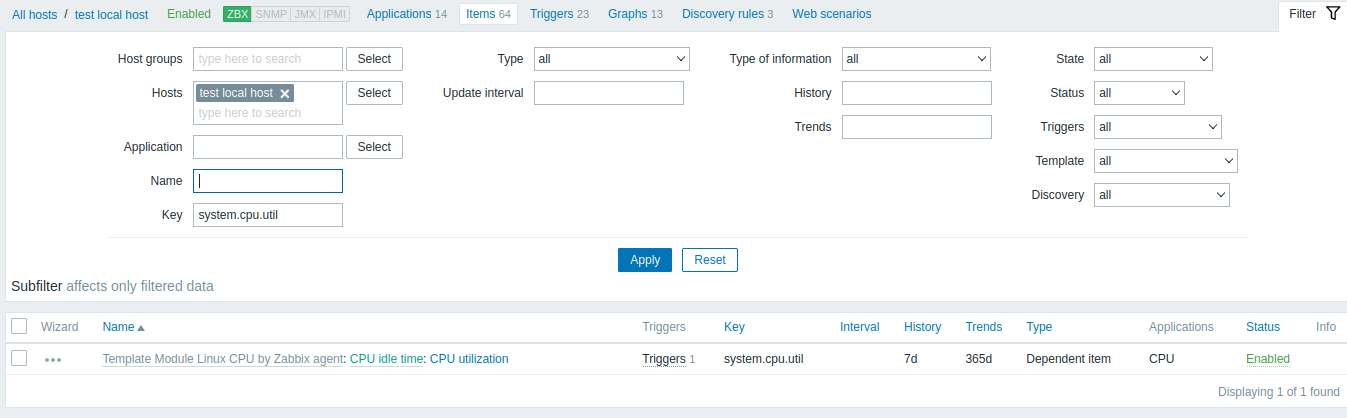 All hosts / test local host Enabled ZBX SNMP JMX IPMI Applications 14 Items 64 Triggers 23 Graphs 13 Discovery rules 3 Web scenarios Filter
Host groups type here to search Select Type all Type of information all State all
Hosts test local host × Select Update interval History Status all
type here to search
Trends Triggers all
Application Select
Template all
Name
Discovery all
Key system.cpu.util
Apply Reset
Subfilter affects only filtered data
Wizard Name Triggers Key Interval History Trends Type Applications Status Info
Template Module Linux CPU by Zabbix agent: CPU idle time: CPU utilization Triggers 1 system.cpu.util 7d 365d Dependent item CPU Enabled
Displaying 1 of 1 found